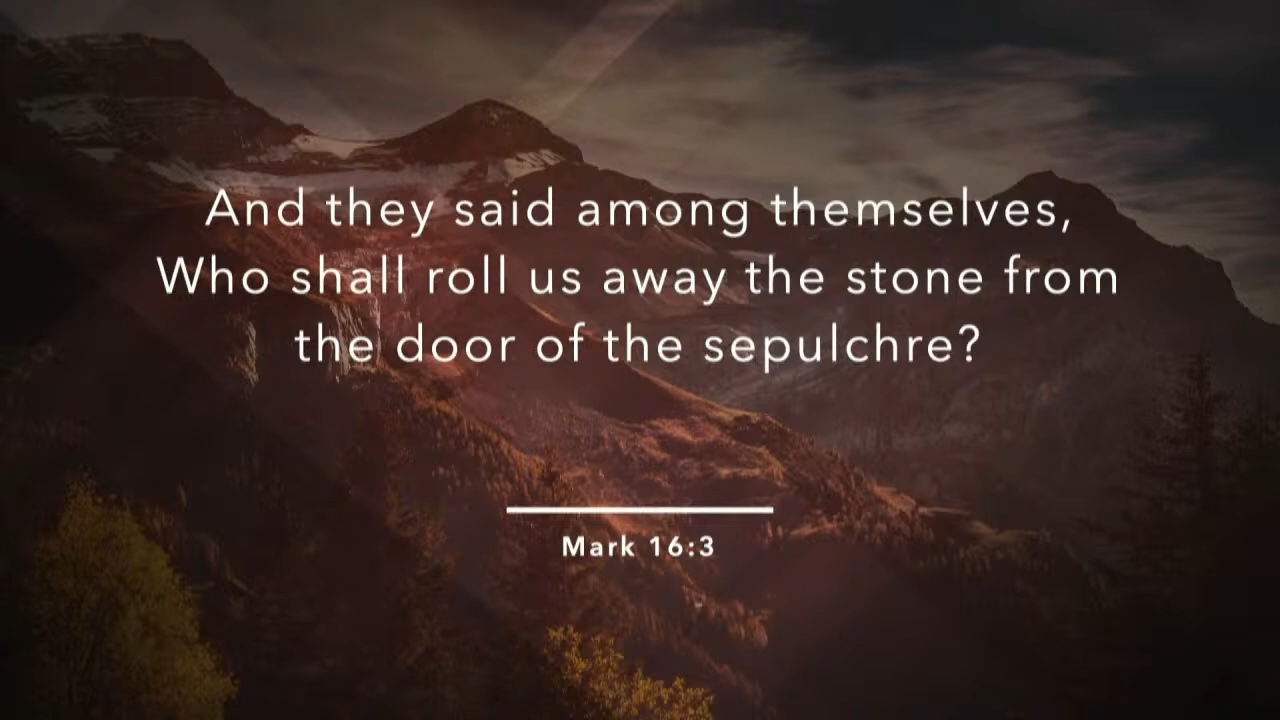 And they said among themselves,
Who shall roll us away the stone from
the door of the sepulchre?
Mark 16:3